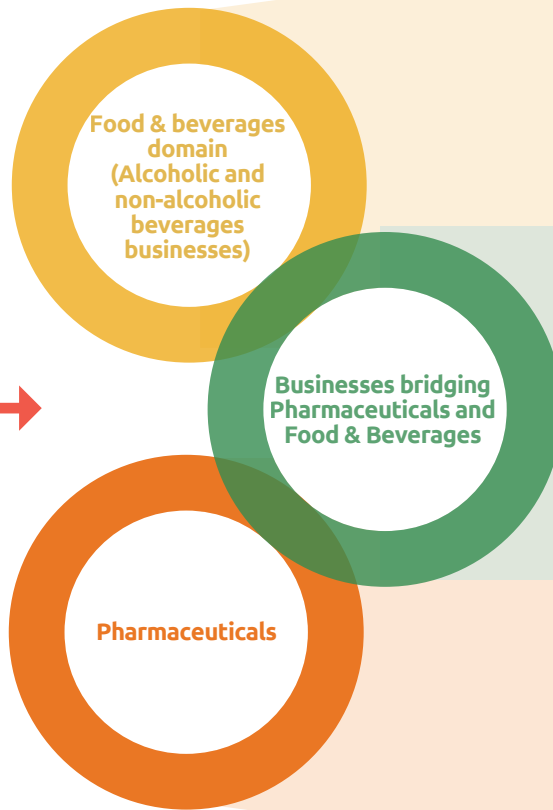 Food & beverages
domain
(Alcoholic and
non-alcoholic
beverages
businesses)
Businesses bridging
Pharmaceuticals and
Food & Beverages
Pharmaceuticals